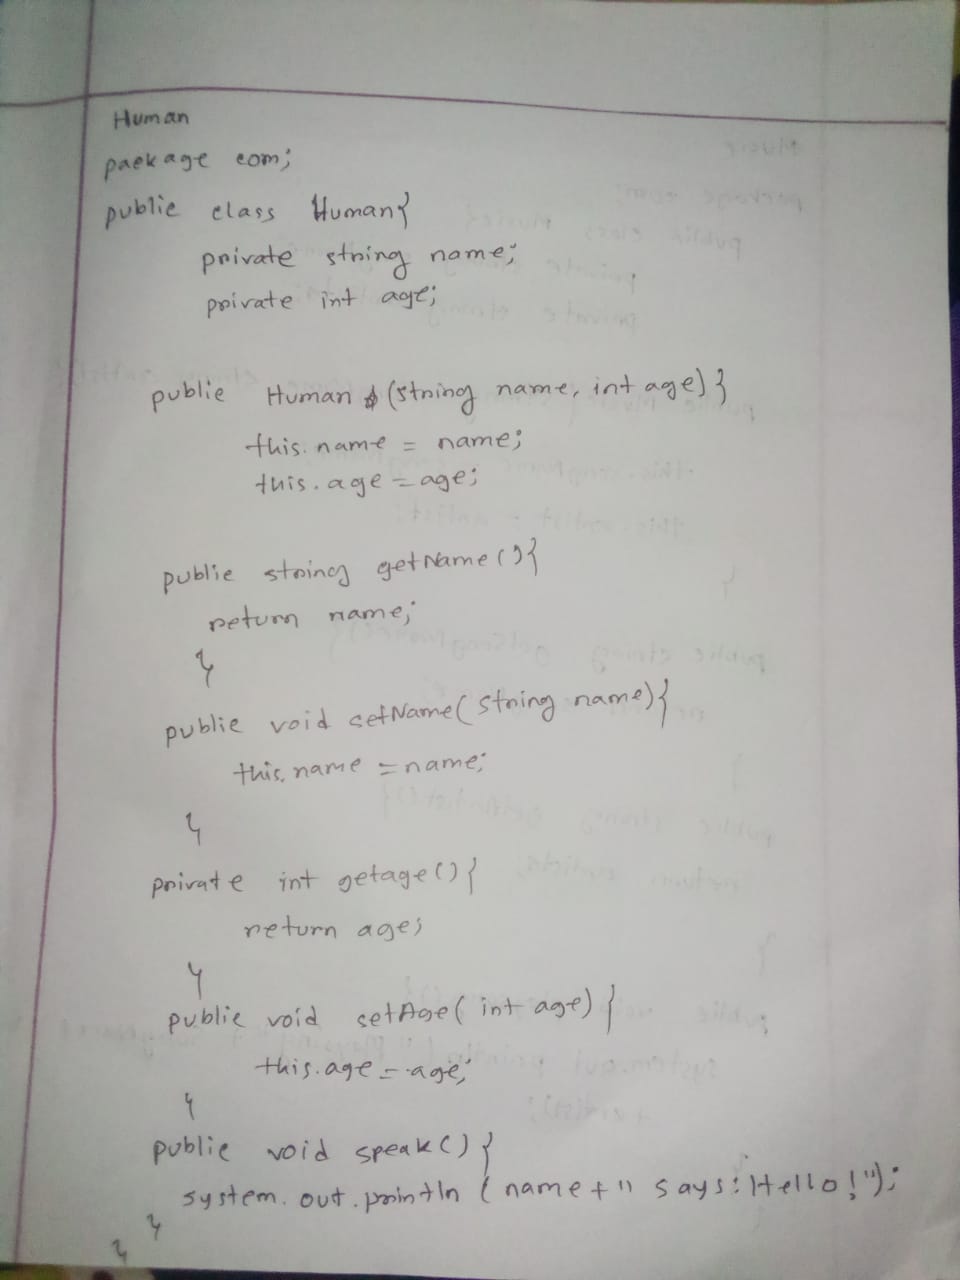 Human
package com;
public class Human{
private string name;
private int age;
public Human (string name, int age) }
this.name = name;
this.age = age;
public string getName(){
return name;
}
public void setName(string name){
this.name = name;
}
private int getage(){
return age;
}
public void setAge(int age){
this.age = age;
}
public void speak(){
system.out.println (name+" says: Hello!");
}
}